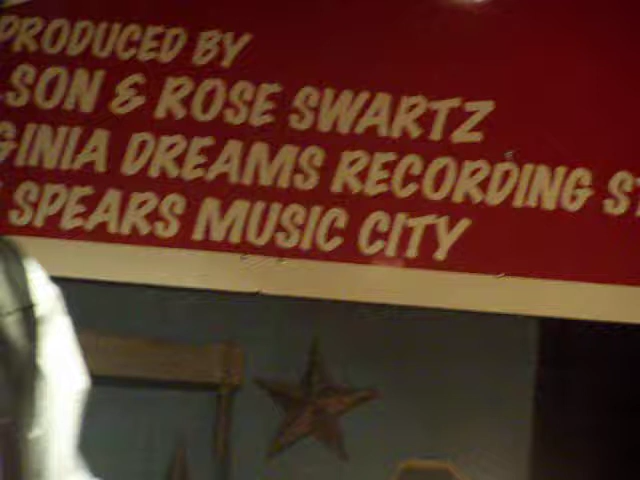 PRODUCED BY
SON & ROSE SWARTZ
GINIA DREAMS RECORDING ST
SPEARS MUSIC CITY